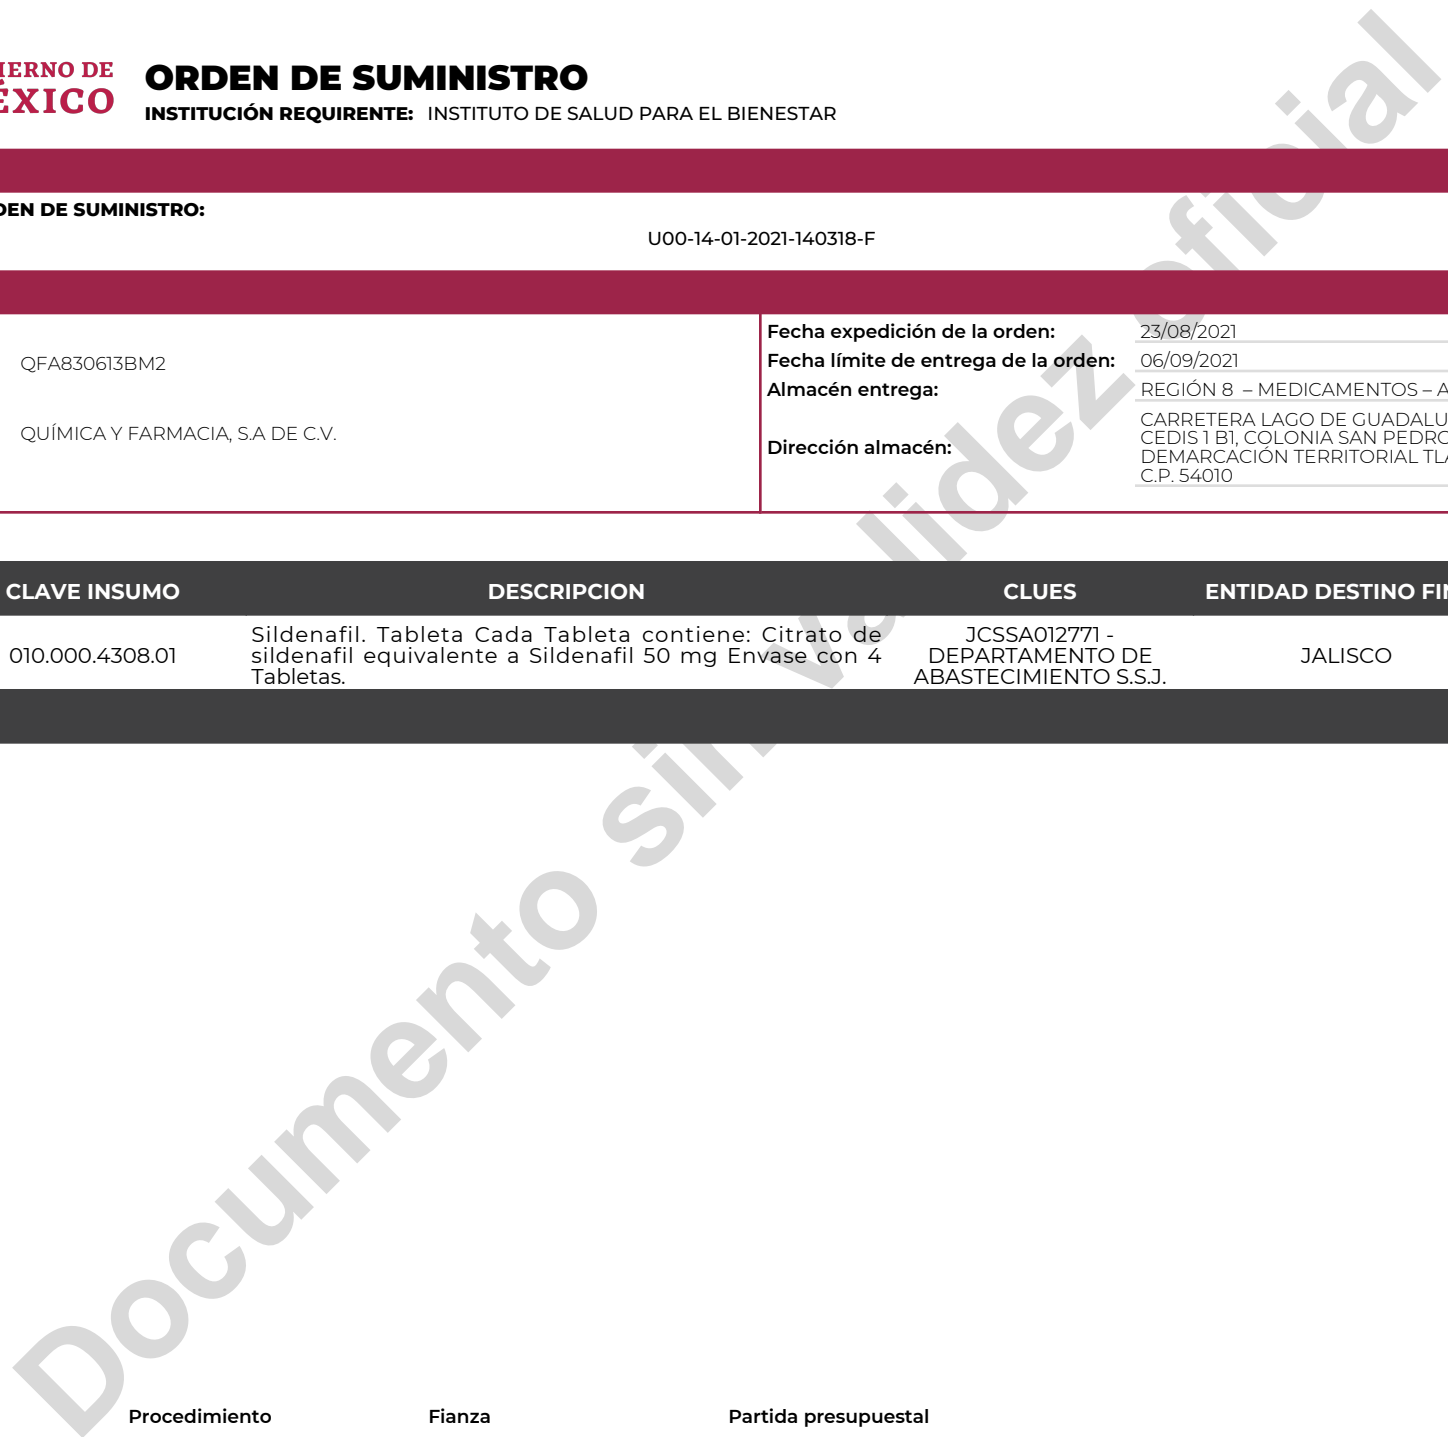 IERNO DE
ÉXICO
ORDEN DE SUMINISTRO
INSTITUCIÓN REQUIRENTE: INSTITUTO DE SALUD PARA EL BIENESTAR
DEN DE SUMINISTRO:
U00-14-01-2021-140318-F
QFA830613BM2
QUÍMICA Y FARMACIA, S.A DE C.V.
Fecha expedición de la orden: 23/08/2021
Fecha límite de entrega de la orden: 06/09/2021
Almacén entrega: REGIÓN 8 – MEDICAMENTOS – A
Dirección almacén:
CARRETERA LAGO DE GUADALU
CEDIS 1 B1, COLONIA SAN PEDRO
DEMARCACIÓN TERRITORIAL TLA
C.P. 54010
CLAVE INSUMO DESCRIPCION CLUES ENTIDAD DESTINO FIN
010.000.4308.01
Sildenafil. Tableta Cada Tableta contiene: Citrato de
sildenafil equivalente a Sildenafil 50 mg Envase con 4
Tabletas.
JCSSA012771 -
DEPARTAMENTO DE
ABASTECIMIENTO S.S.J.
JALISCO
Documento sin validez oficial
Procedimiento Fianza Partida presupuestal